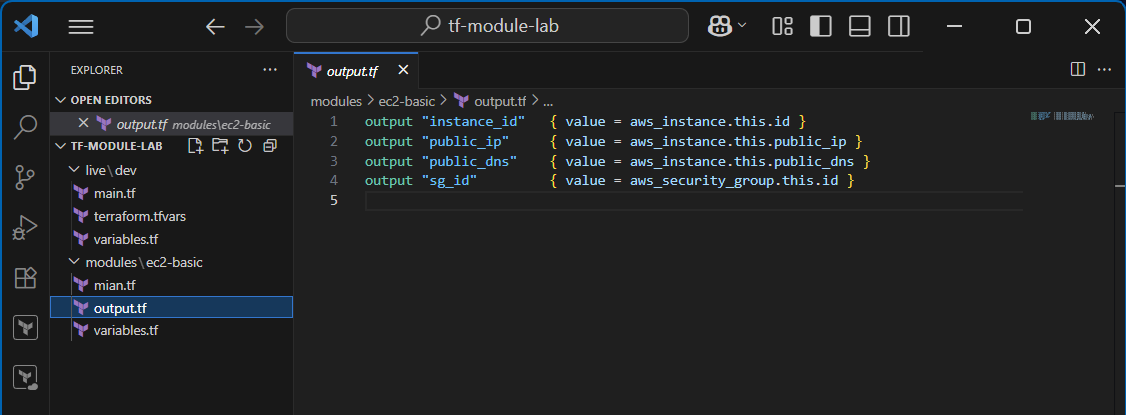 tf-module-lab
EXPLORER ...
OPEN EDITORS
output.tf modules\ec2-basic
TF-MODULE-LAB
live\dev
main.tf
terraform.tfvars
variables.tf
modules\ec2-basic
mian.tf
output.tf
variables.tf
output.tf
modules > ec2-basic > output.tf > ...
1 output "instance_id" { value = aws_instance.this.id }
2 output "public_ip" { value = aws_instance.this.public_ip }
3 output "public_dns" { value = aws_instance.this.public_dns }
4 output "sg_id" { value = aws_security_group.this.id }
5